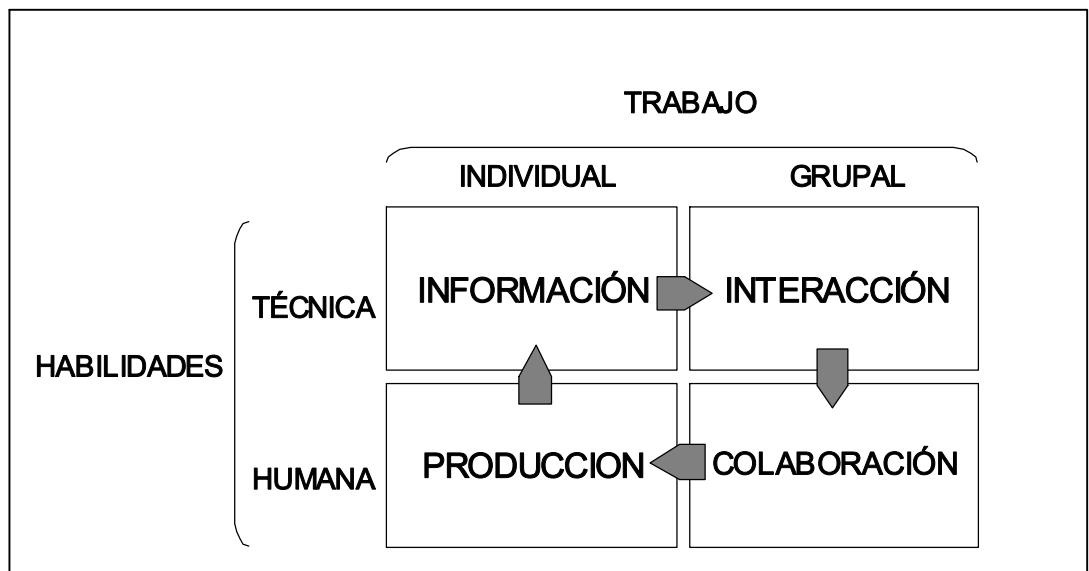 TRABAJO
INDIVIDUAL GRUPAL
TÉCNICA INFORMACIÓN INTERACCIÓN
HABILIDADES
HUMANA PRODUCCION COLABORACIÓN